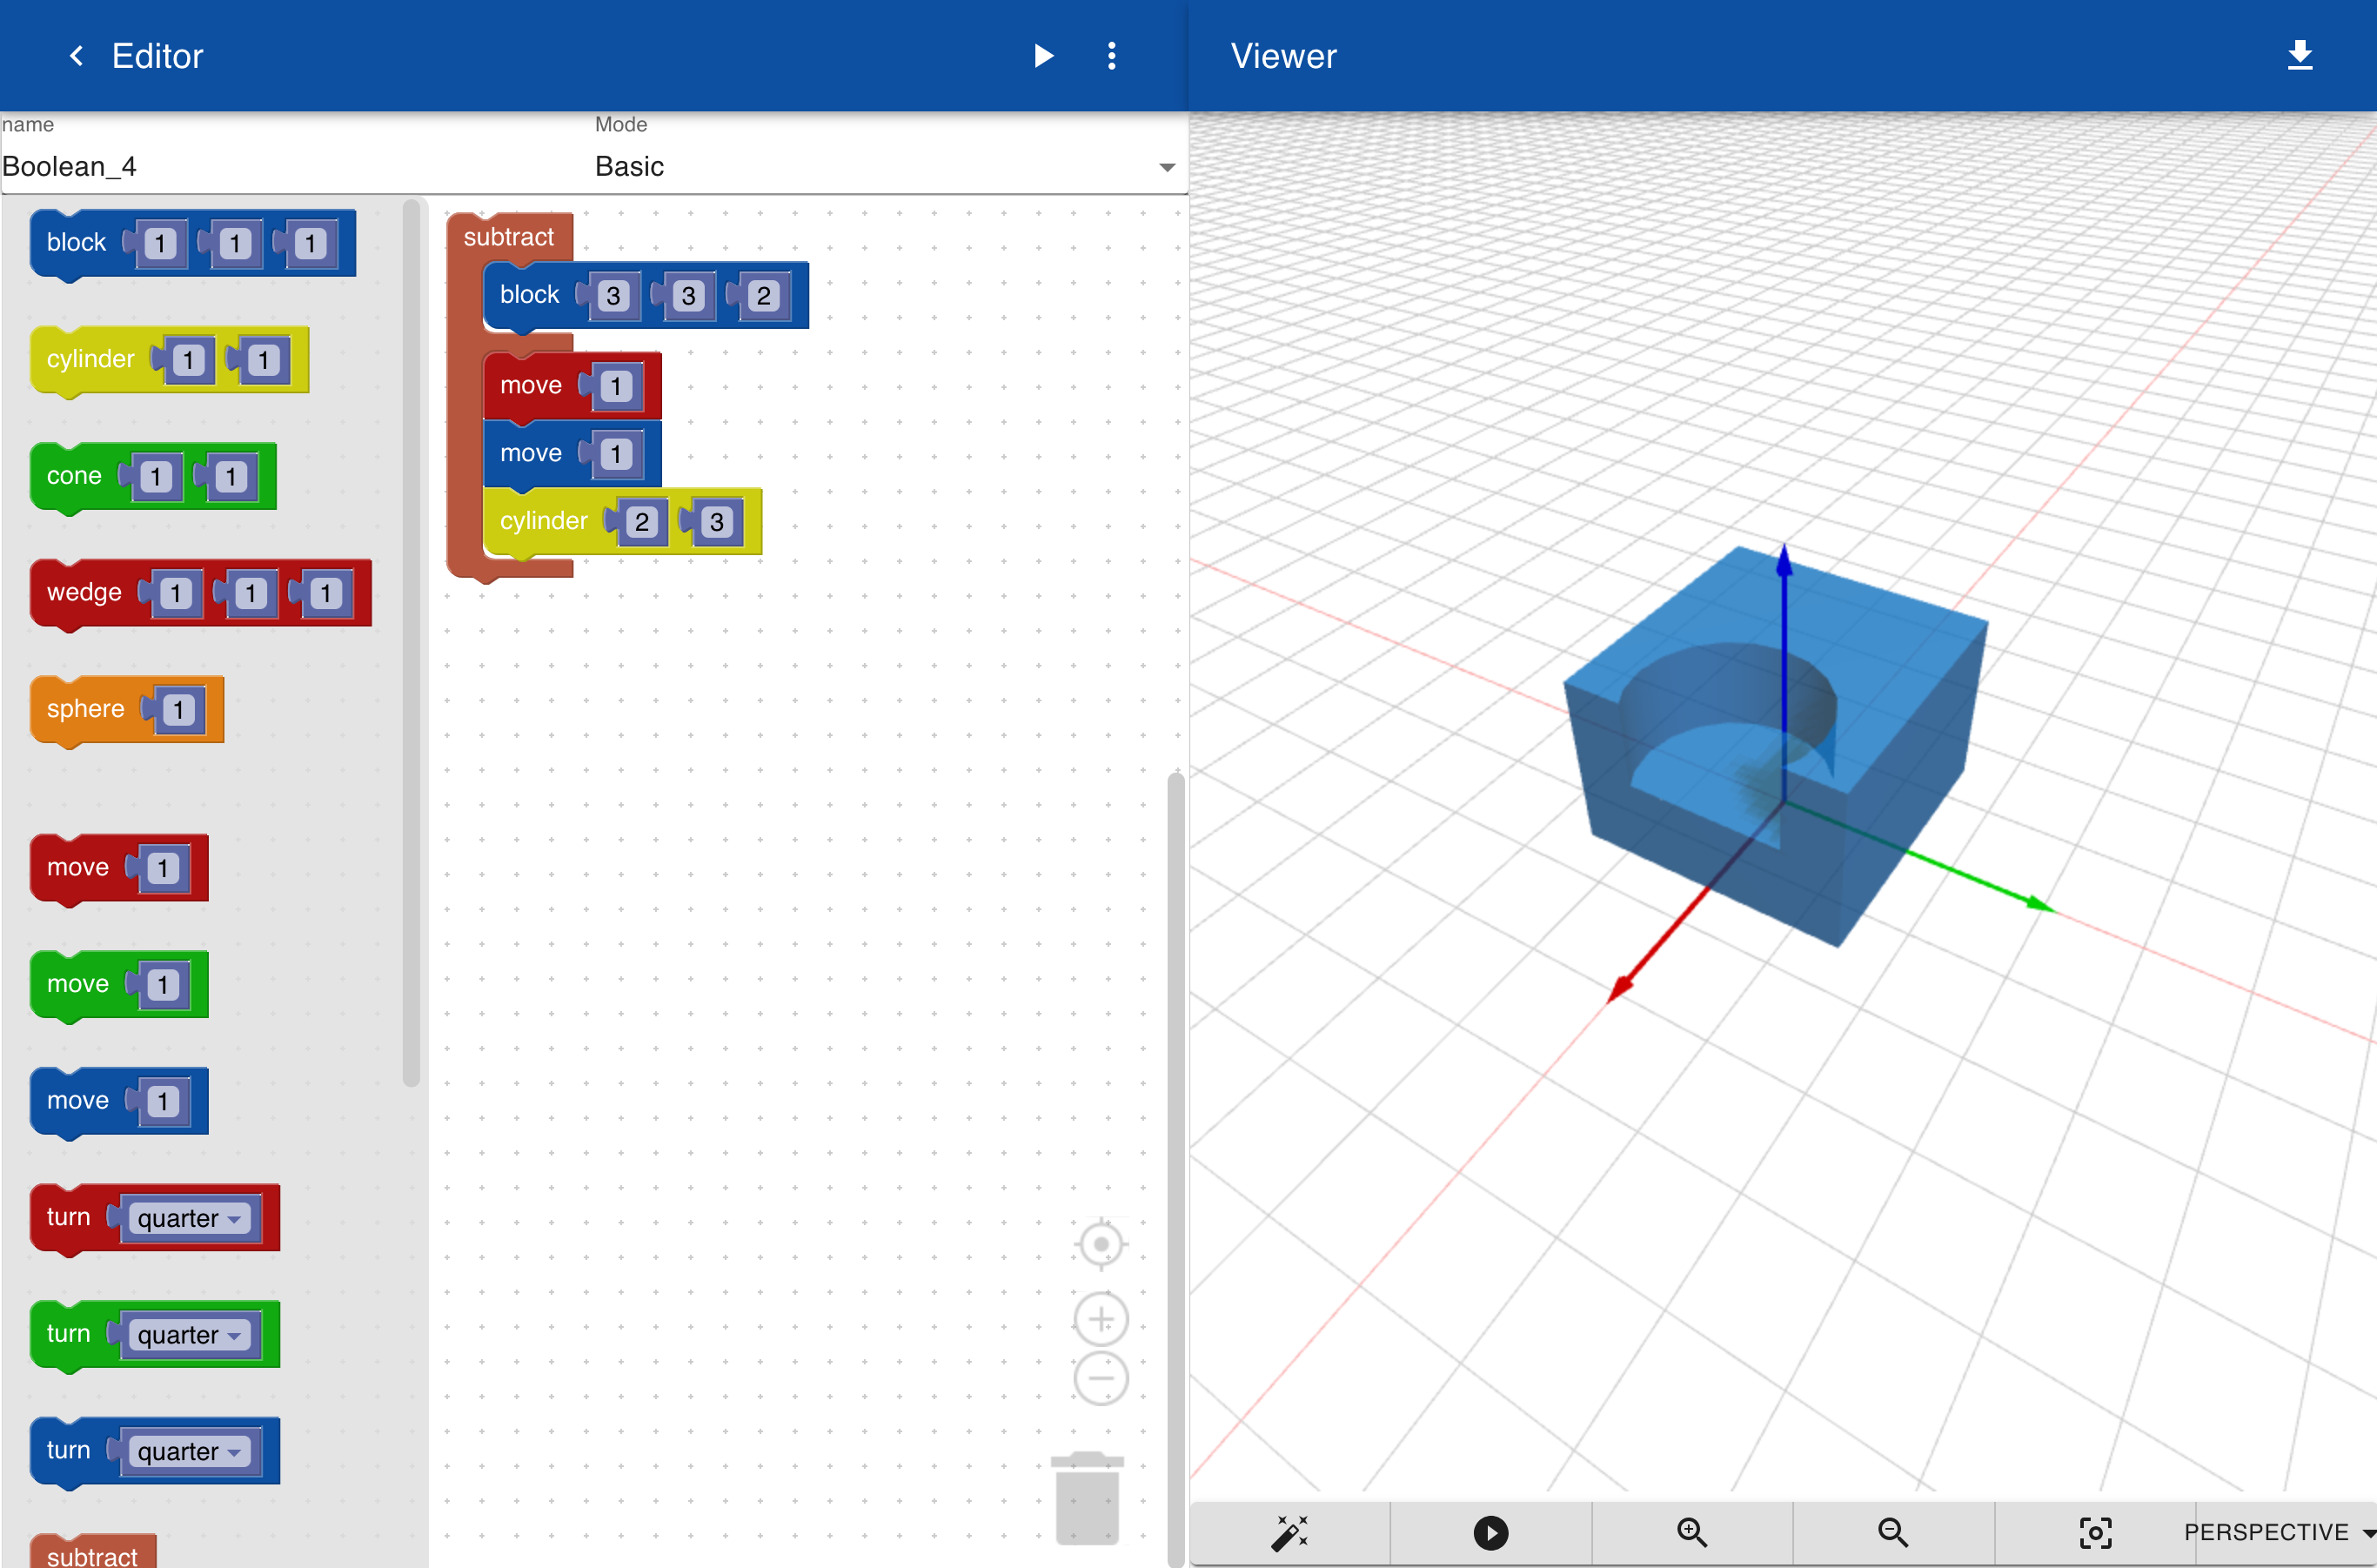 Editor
Viewer
name
Mode
Boolean_4
Basic
block 1 1 1
cylinder 1 1
cone 1 1
wedge 1 1 1
sphere 1
move 1
move 1
move 1
turn quarter
turn quarter
turn quarter
subtract
subtract
block 3 3 2
move 1
move 1
cylinder 2 3
PERSPECTIVE